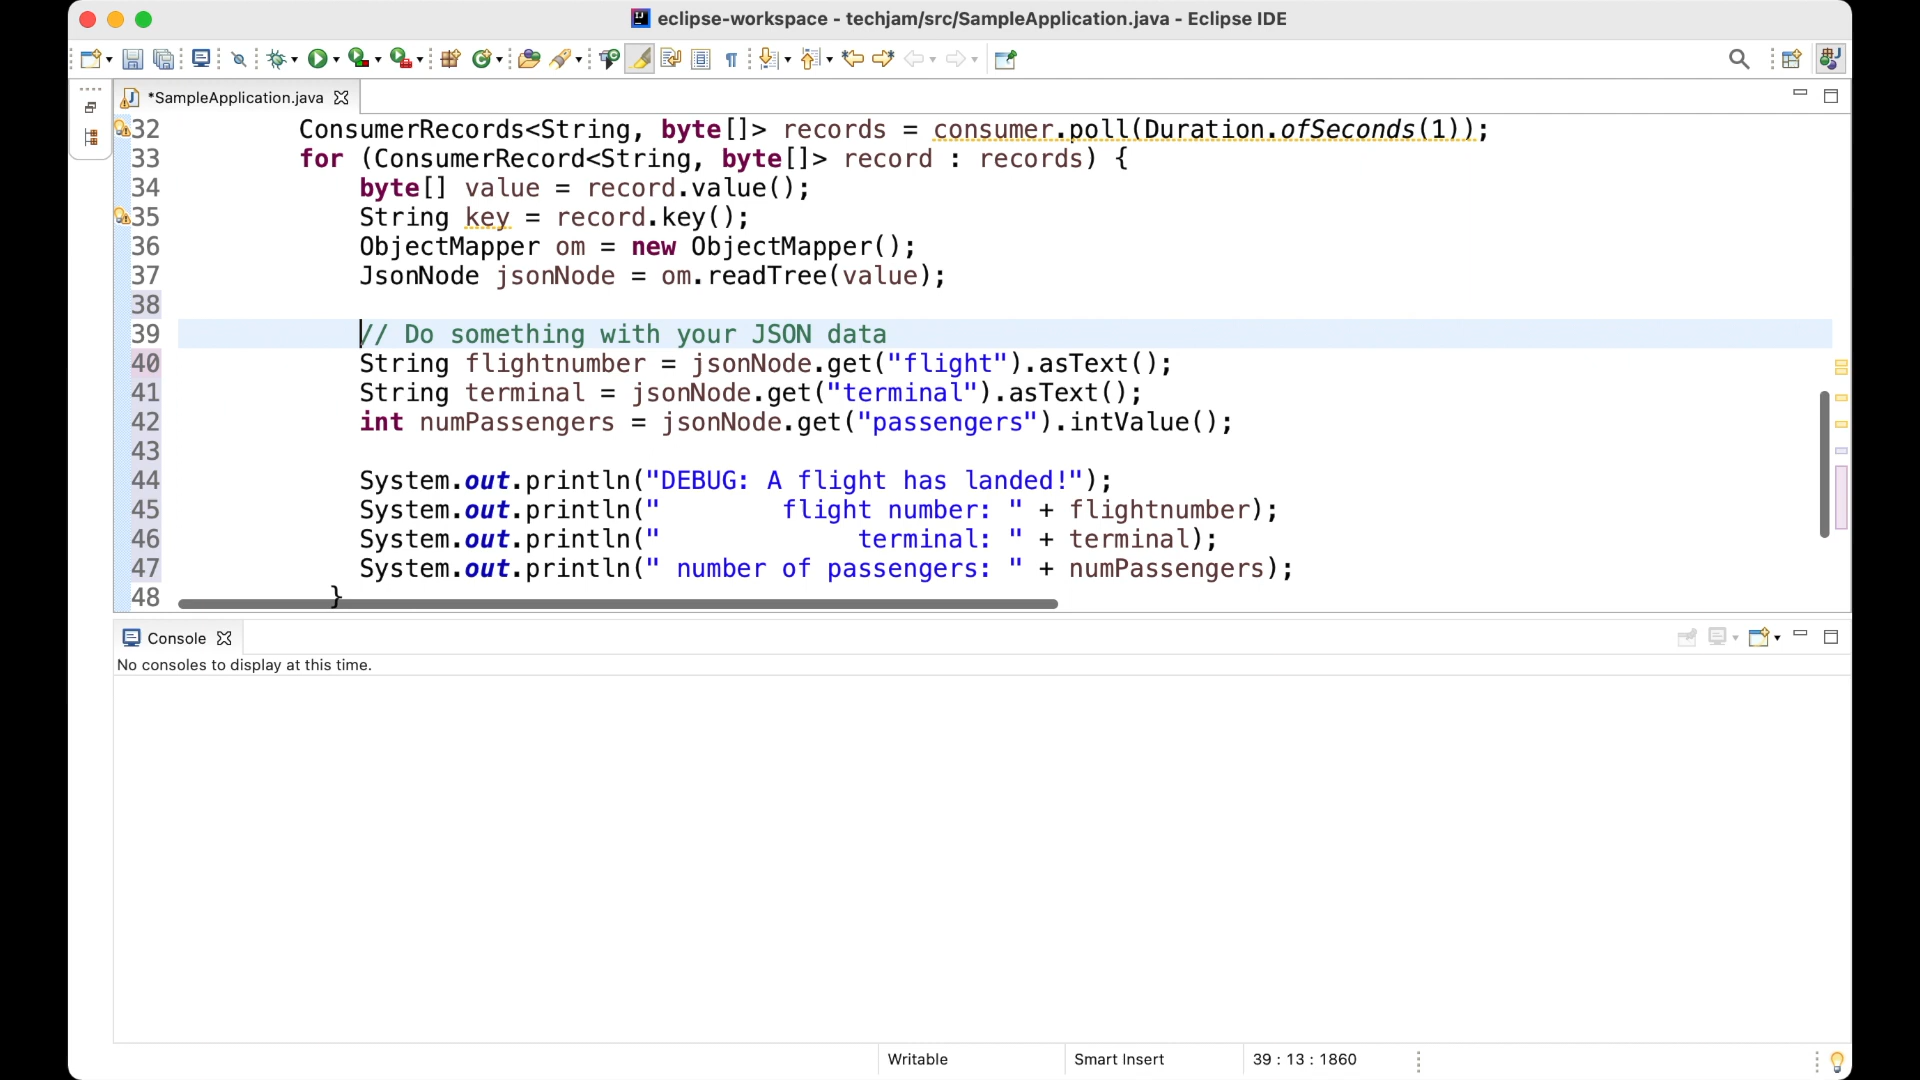 eclipse-workspace - techjam/src/SampleApplication.java - Eclipse IDE
*SampleApplication.java
32 ConsumerRecords<String, byte[]> records = consumer.poll(Duration.ofSeconds(1));
33 for (ConsumerRecord<String, byte[]> record : records) {
34 byte[] value = record.value();
35 String key = record.key();
36 ObjectMapper om = new ObjectMapper();
37 JsonNode jsonNode = om.readTree(value);
38
39 // Do something with your JSON data
40 String flightnumber = jsonNode.get("flight").asText();
41 String terminal = jsonNode.get("terminal").asText();
42 int numPassengers = jsonNode.get("passengers").intValue();
43
44 System.out.println("DEBUG: A flight has landed!");
45 System.out.println("        flight number: " + flightnumber);
46 System.out.println("             terminal: " + terminal);
47 System.out.println(" number of passengers: " + numPassengers);
48 }
Console
No consoles to display at this time.
Writable Smart Insert 39 : 13 : 1860